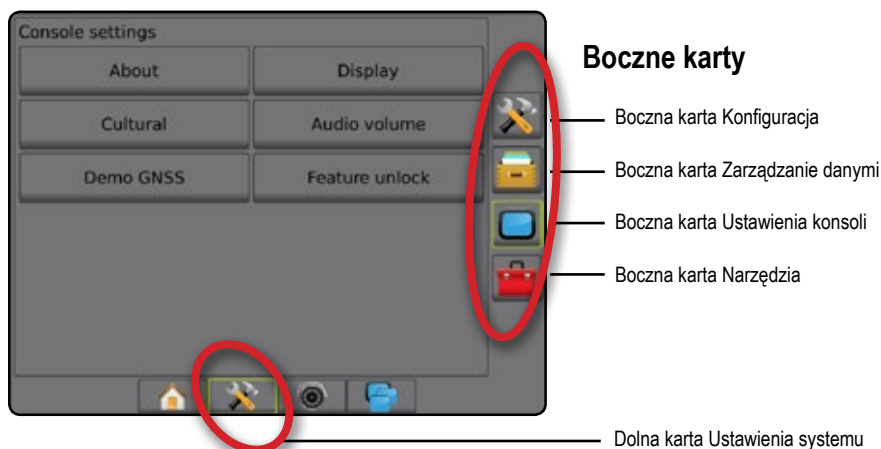 Console settings
About
Display
Cultural
Audio volume
Demo GNSS
Feature unlock
Boczne karty
Boczna karta Konfiguracja
Boczna karta Zarządzanie danymi
Boczna karta Ustawienia konsoli
Boczna karta Narzędzia
Dolna karta Ustawienia systemu